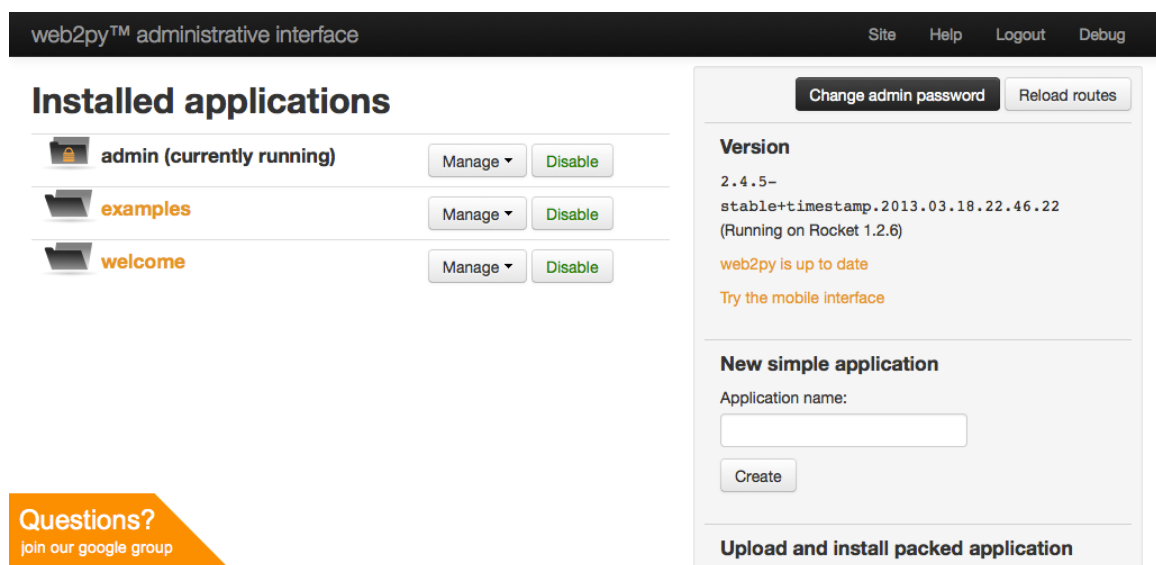 web2py™ administrative interface
Site Help Logout Debug
Installed applications
admin (currently running) Manage Disable
examples Manage Disable
welcome Manage Disable
Change admin password Reload routes
Version
2.4.5-
stable+timestamp.2013.03.18.22.46.22
(Running on Rocket 1.2.6)
web2py is up to date
Try the mobile interface
New simple application
Application name:
Create
Upload and install packed application
Questions?
join our google group